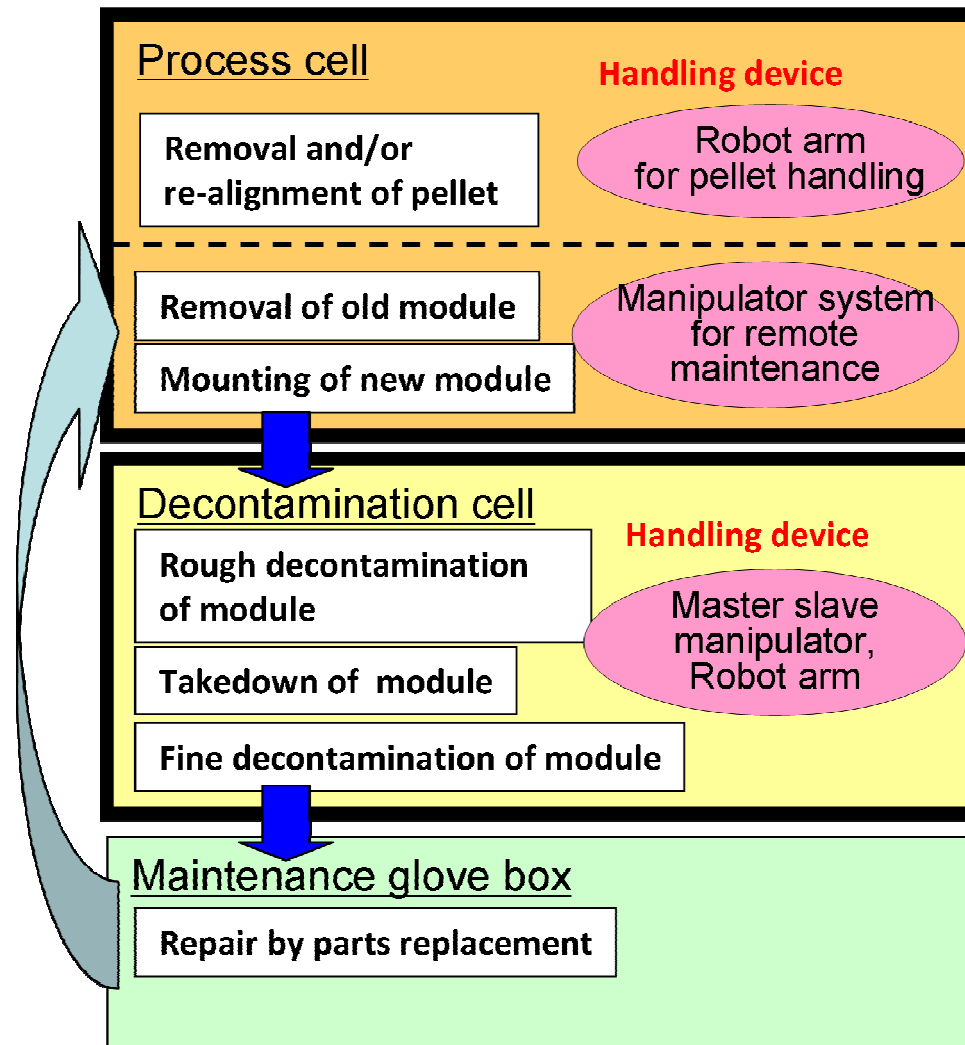 Process cell
Handling device
Removal and/or
re-alignment of pellet
Robot arm
for pellet handling
Removal of old module
Mounting of new module
Manipulator system
for remote
maintenance
Decontamination cell
Handling device
Rough decontamination
of module
Master slave
manipulator,
Robot arm
Takedown of  module
Fine decontamination of module
Maintenance glove box
Repair by parts replacement